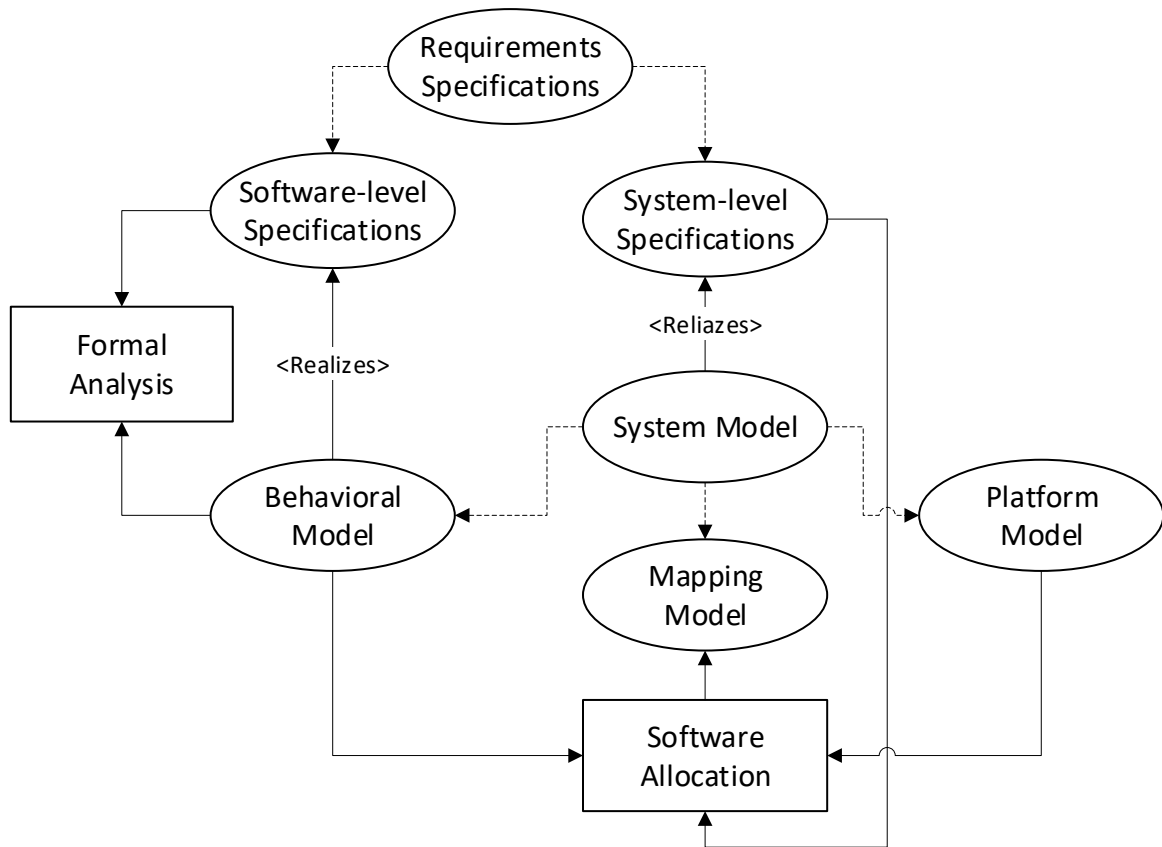 Requirements
Specifications
Software-level
Specifications
System-level
Specifications
Formal
Analysis
<Realizes>
<Reliazes>
System Model
Behavioral
Model
Platform
Model
Mapping
Model
Software
Allocation